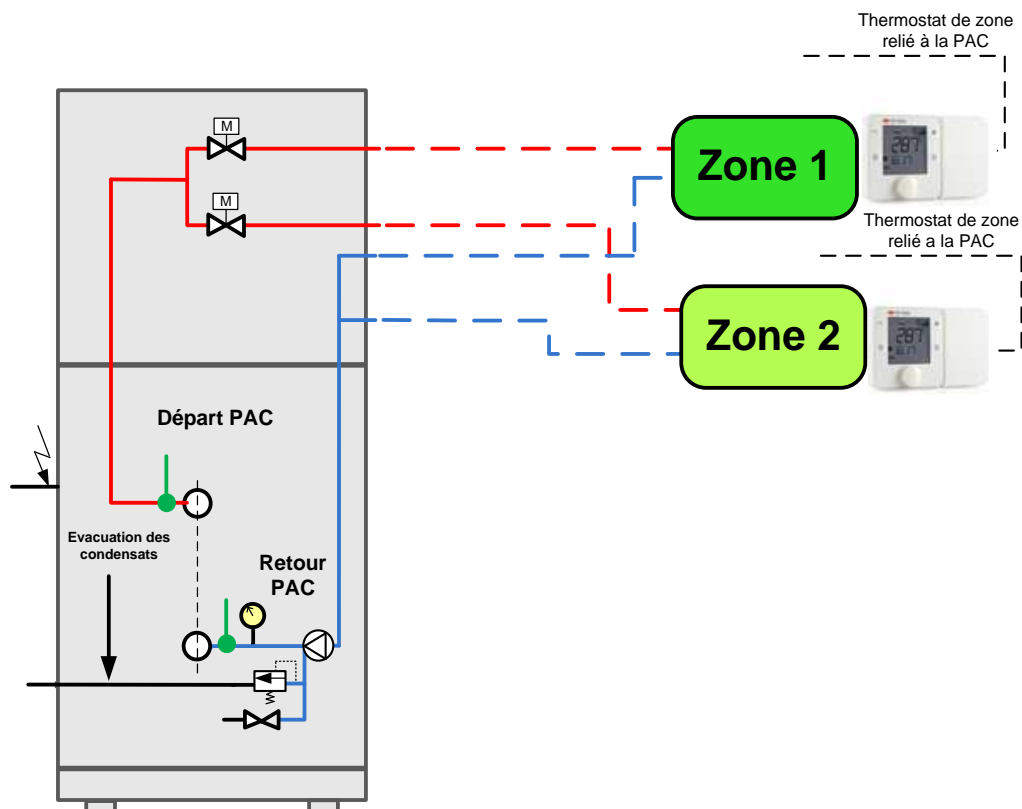 Thermostat de zone
relié à la PAC
M
Zone 1
M
Thermostat de zone
relié a la PAC
Zone 2
Départ PAC
Evacuation des
condensats
Retour
PAC